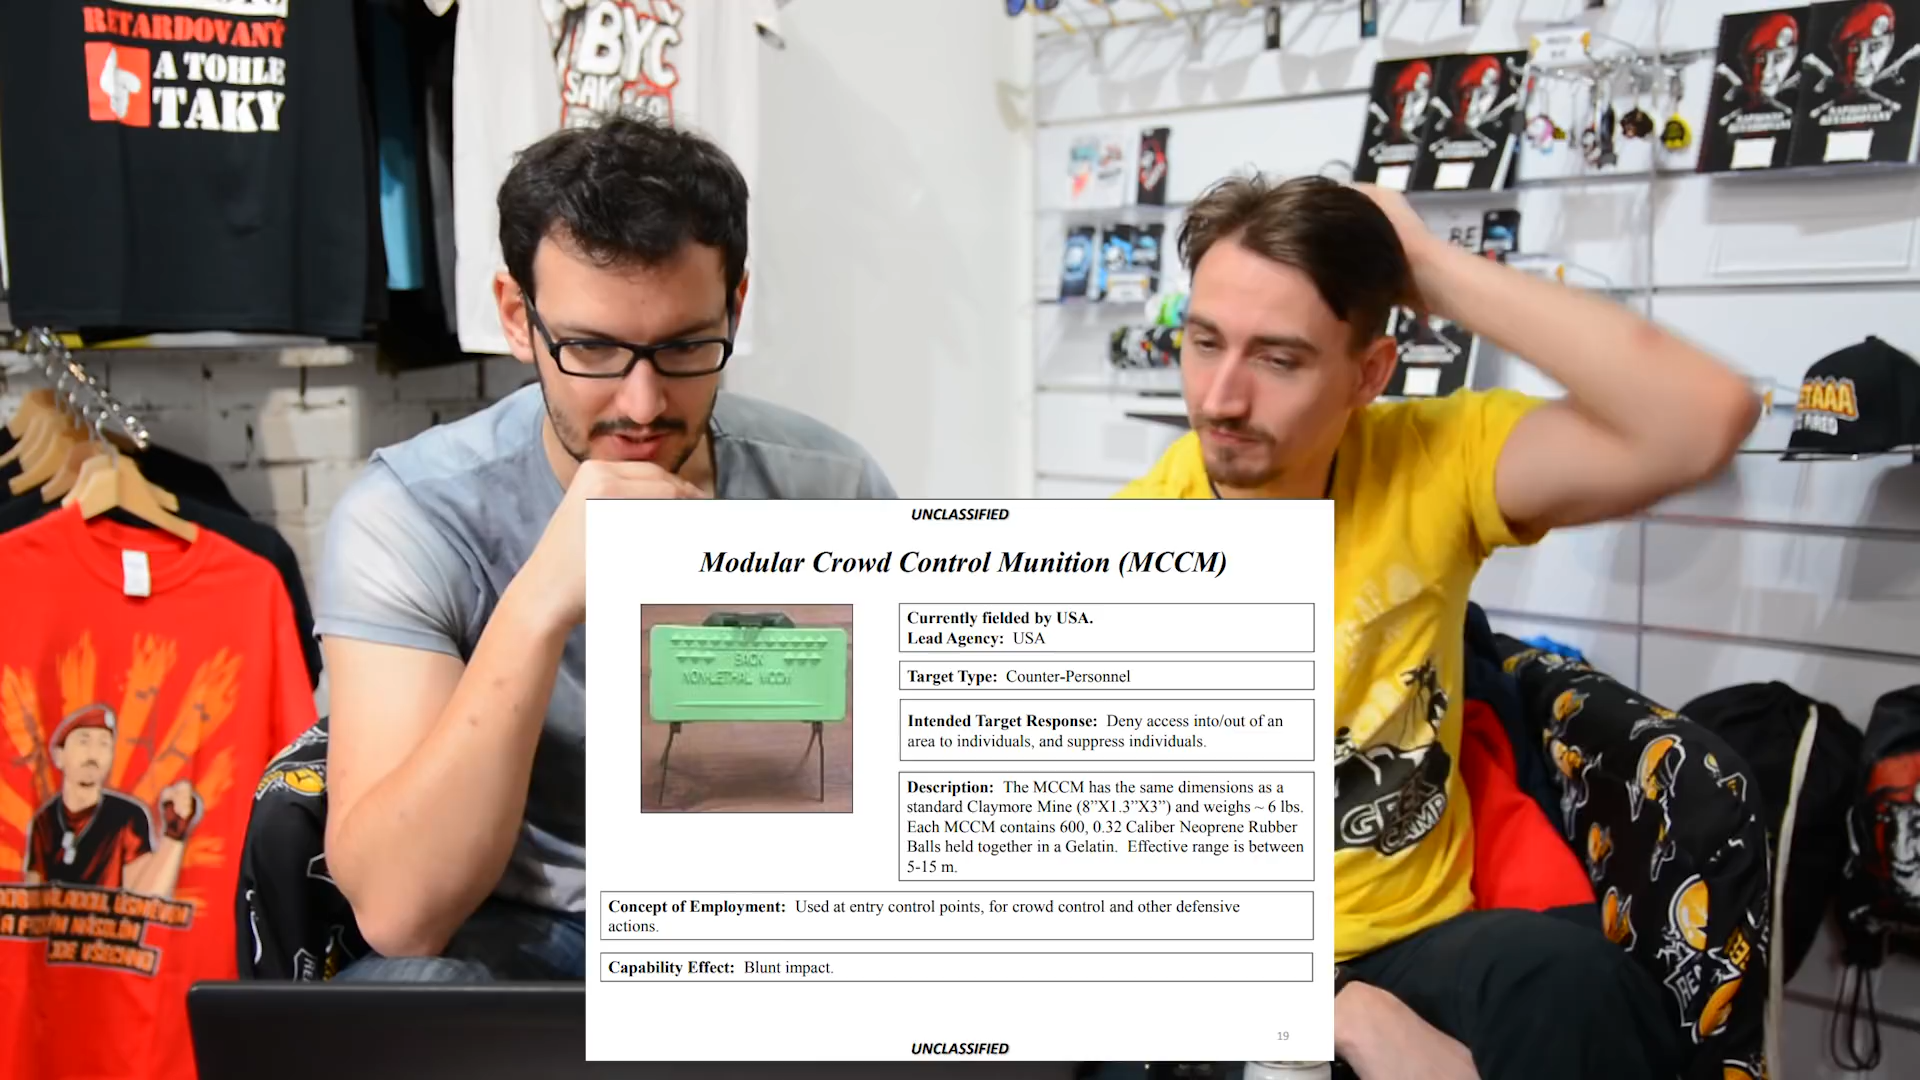 RETARDOVANÝ
A TOHLE
TAKY
BYČ
SAK
UNCLASSIFIED
Modular Crowd Control Munition (MCCM)
BACK
NON-LETHAL MCCM
Currently fielded by USA.
Lead Agency: USA
Target Type: Counter-Personnel
Intended Target Response: Deny access into/out of an
area to individuals, and suppress individuals.
Description: The MCCM has the same dimensions as a
standard Claymore Mine (8”X1.3”X3”) and weighs ~ 6 lbs.
Each MCCM contains 600, 0.32 Caliber Neoprene Rubber
Balls held together in a Gelatin. Effective range is between
5-15 m.
Concept of Employment: Used at entry control points, for crowd control and other defensive
actions.
Capability Effect: Blunt impact.
19
UNCLASSIFIED